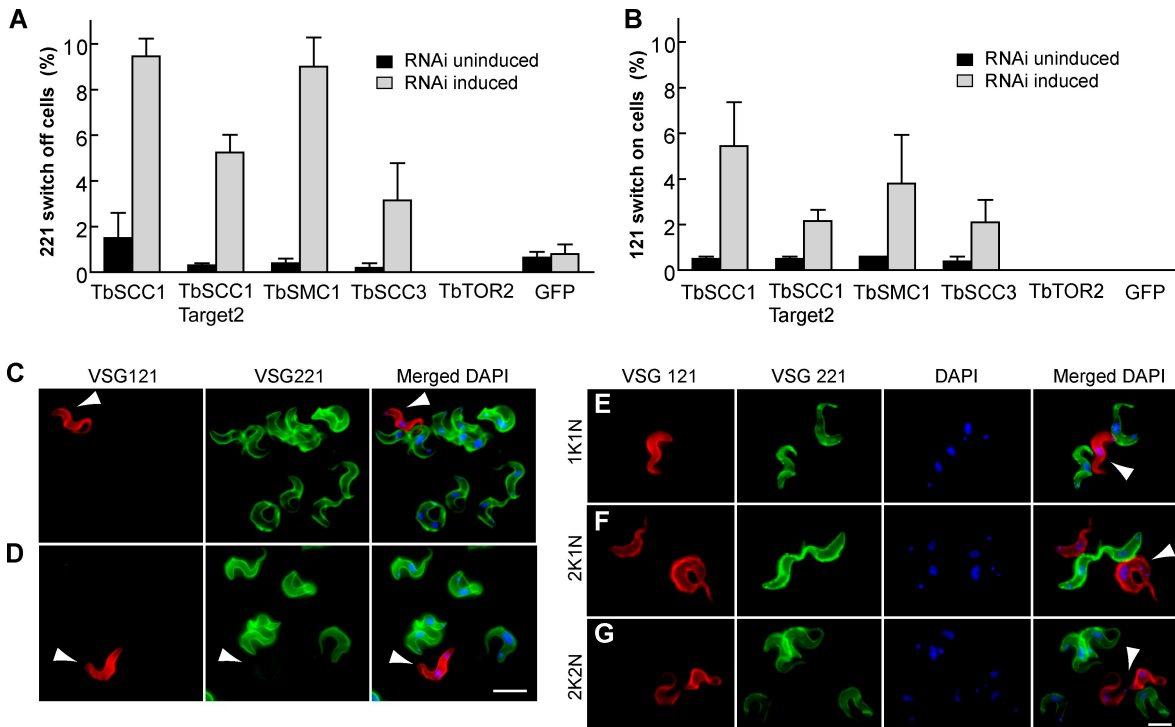 A
221 switch off cells (%)
10
8
6
4
2
0
RNAi uninduced
RNAi induced
TbSCC1
TbSCC1
Target2
TbSMC1
TbSCC3
TbTOR2
GFP
B
121 switch on cells (%)
10
8
6
4
2
0
RNAi uninduced
RNAi induced
TbSCC1
TbSCC1
Target2
TbSMC1
TbSCC3
TbTOR2
GFP
C
VSG121
VSG221
Merged DAPI
D
VSG 121
VSG 221
DAPI
Merged DAPI
E
1K1N
F
2K1N
G
2K2N